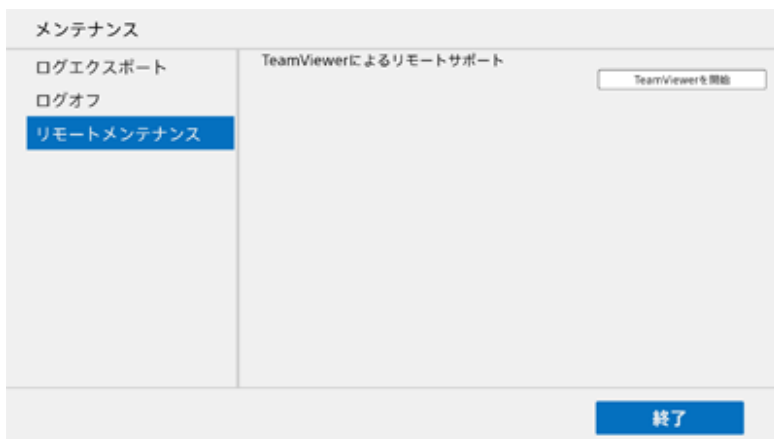 メンテナンス
ログエクスポート
ログオフ
リモートメンテナンス
TeamViewerによるリモートサポート
TeamViewerを開始
終了